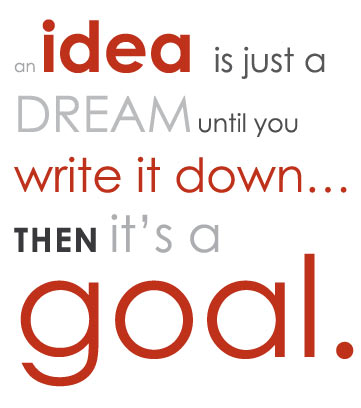 an idea is just a
DREAM until you
write it down...
THEN it's a
goal.